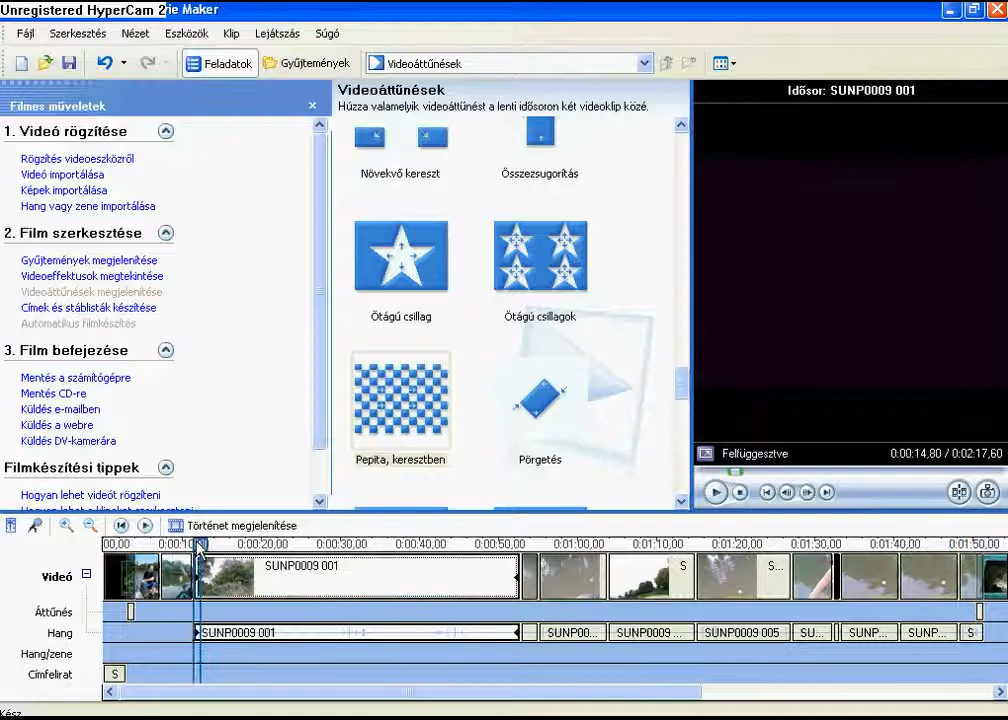 Unregistered HyperCam 2
ie Maker
Fájl Szerkesztés Nézet Eszközök Klip Lejátszás Súgó
Feladatok Gyűjtemények Videoáttűnések
Filmes műveletek
1. Videó rögzítése
Rögzítés videoeszközről
Videó importálása
Képek importálása
Hang vagy zene importálása
2. Film szerkesztése
Gyűjtemények megjelenítése
Videoeffektusok megtekintése
Videoáttűnések megjelenítése
Címek és stáblisták készítése
Automatikus filmkészítés
3. Film befejezése
Mentés a számítógépre
Mentés CD-re
Küldés e-mailben
Küldés a webre
Küldés DV-kamerára
Filmkészítési tippek
Hogyan lehet videót rögzíteni
Videoáttűnések
Húzza valamelyik videoáttűnést a lenti idősoron két videoklip közé.
Növekvő kereszt
Összezsugorítás
Ötágú csillag
Ötágú csillagok
Pepita, keresztben
Pörgetés
Idősor: SUNP0009 001
Felfüggesztve 0:00:14,80 / 0:02:17,60
Történet megjelenítése
00,00 0:00:10 0:00:20,00 0:00:30,00 0:00:40,00 0:00:50,00 0:01:00,00 0:01:10,00 0:01:20,00 0:01:30,00 0:01:40,00 0:01:50,00
Videó SUNP0009 001 S S...
Áttűnés
Hang SUNP0009 001 SUNP00... SUNP0009 ... SUNP0009 005 SU... SUNP... SUNP... S
Hang/zene
Címfelirat S
Kész